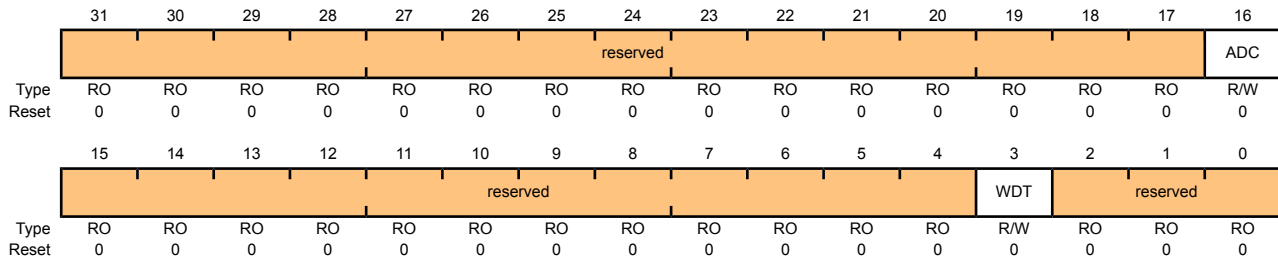 31 30 29 28 27 26 25 24 23 22 21 20 19 18 17 16
reserved ADC
Type RO RO RO RO RO RO RO RO RO RO RO RO RO RO RO R/W
Reset 0 0 0 0 0 0 0 0 0 0 0 0 0 0 0 0
15 14 13 12 11 10 9 8 7 6 5 4 3 2 1 0
reserved WDT reserved
Type RO RO RO RO RO RO RO RO RO RO RO RO R/W RO RO RO
Reset 0 0 0 0 0 0 0 0 0 0 0 0 0 0 0 0